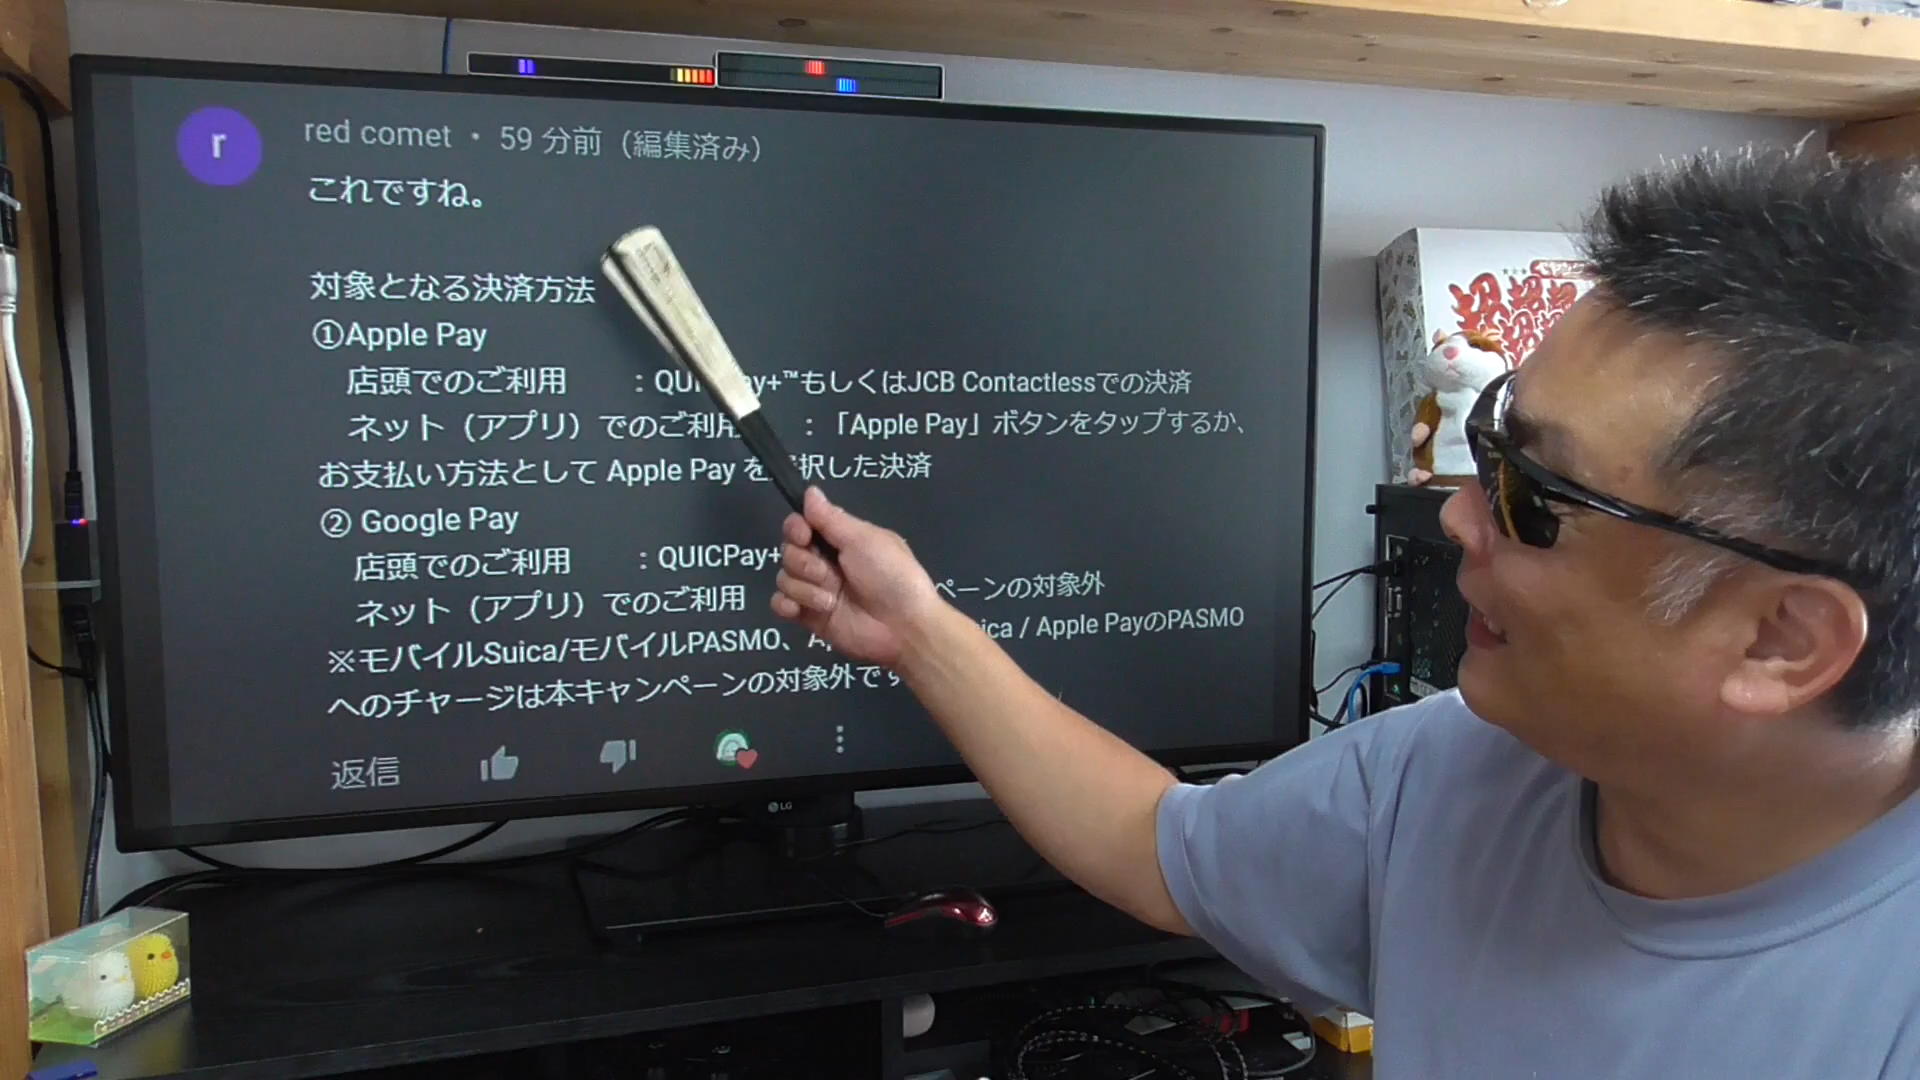 r
red comet・59 分前（編集済み）
これですね。
対象となる決済方法
①Apple Pay
店頭でのご利用　　：QUI ay+™もしくはJCB Contactlessでの決済
ネット（アプリ）でのご利用　　：「Apple Pay」ボタンをタップするか、
お支払い方法として Apple Pay を 択した決済
② Google Pay
店頭でのご利用　　：QUICPay+
ネット（アプリ）でのご利用 ペーンの対象外
※モバイルSuica/モバイルPASMO、A ica / Apple PayのPASMO
へのチャージは本キャンペーンの対象外です
返信
LG